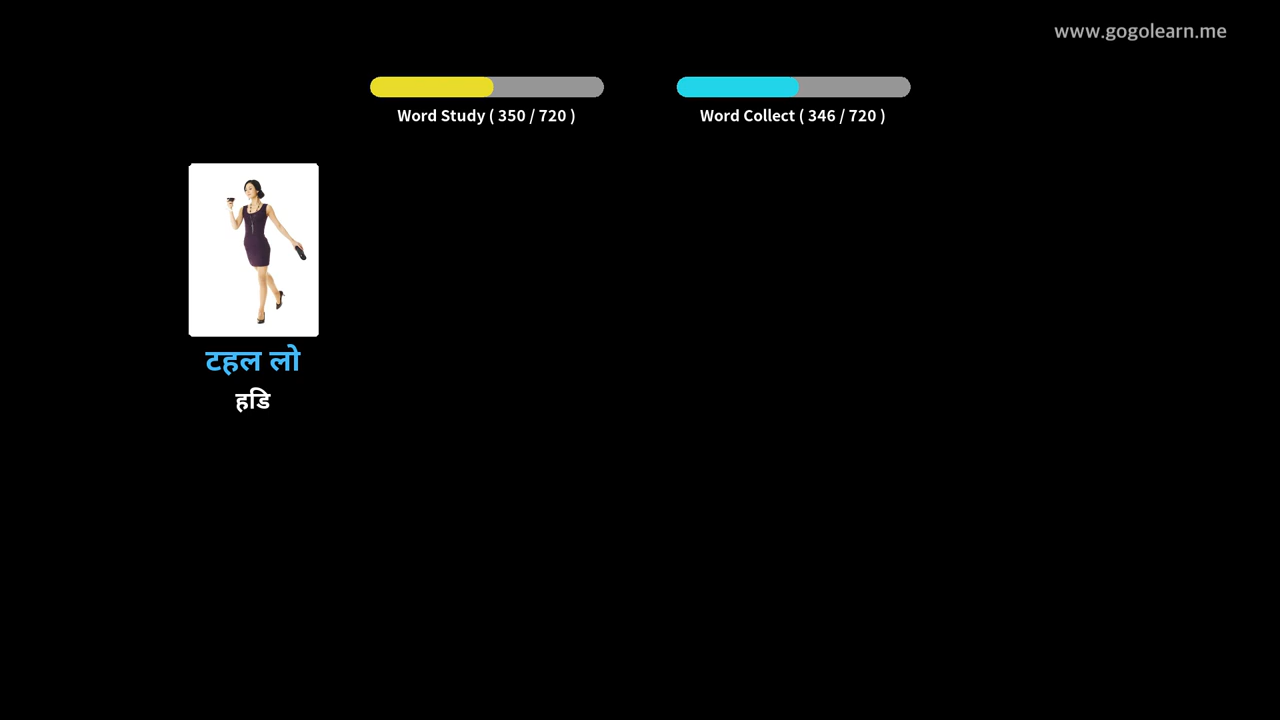 www.gogolearn.me
Word Study ( 350 / 720 )
Word Collect ( 346 / 720 )
टहल लो
हडि